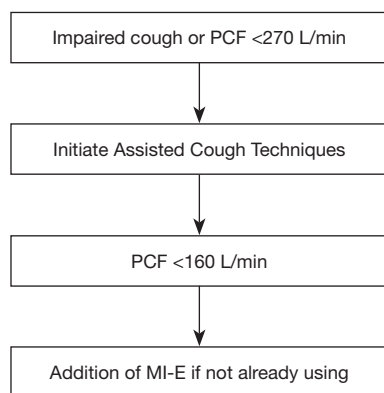 Impaired cough or PCF <270 L/min
Initiate Assisted Cough Techniques
PCF <160 L/min
Addition of MI-E if not already using